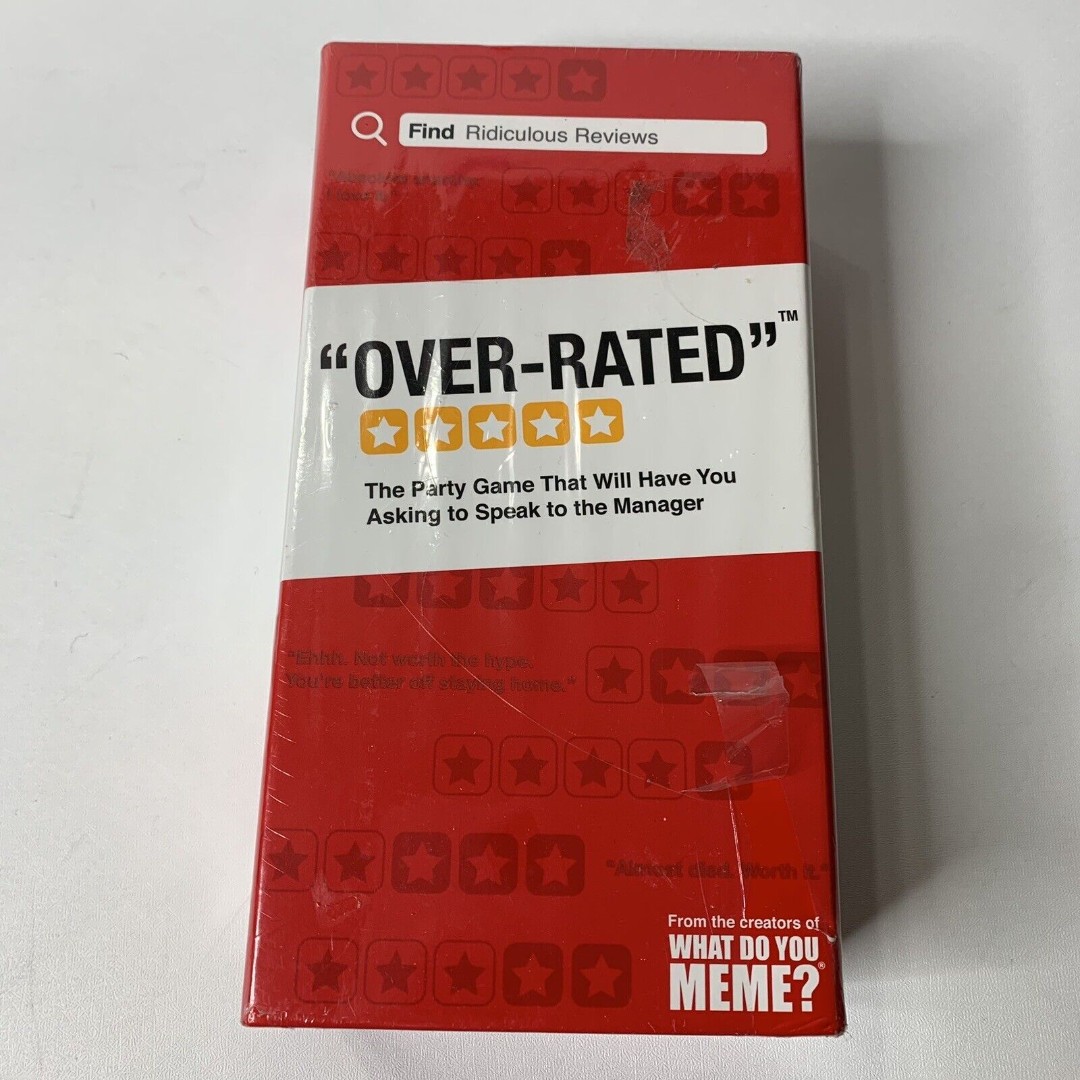 Find Ridiculous Reviews
“OVER-RATED”™
The Party Game That Will Have You
Asking to Speak to the Manager
“Ehhh. Not worth the hype.
You’re better off staying home.”
“Almost died. Worth it.”
From the creators of
WHAT DO YOU
MEME?®